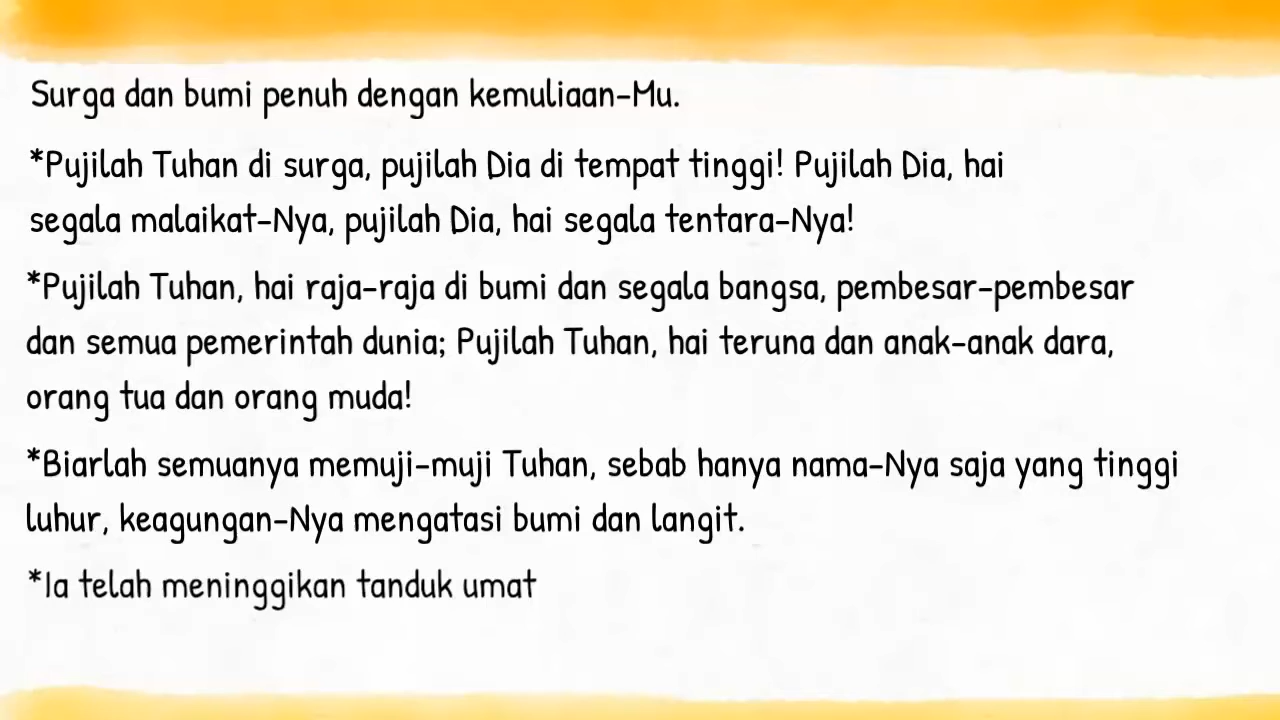 Surga dan bumi penuh dengan kemuliaan-Mu.
*Pujilah Tuhan di surga, pujilah Dia di tempat tinggi! Pujilah Dia, hai
segala malaikat-Nya, pujilah Dia, hai segala tentara-Nya!
*Pujilah Tuhan, hai raja-raja di bumi dan segala bangsa, pembesar-pembesar
dan semua pemerintah dunia; Pujilah Tuhan, hai teruna dan anak-anak dara,
orang tua dan orang muda!
*Biarlah semuanya memuji-muji Tuhan, sebab hanya nama-Nya saja yang tinggi
luhur, keagungan-Nya mengatasi bumi dan langit.
*Ia telah meninggikan tanduk umat